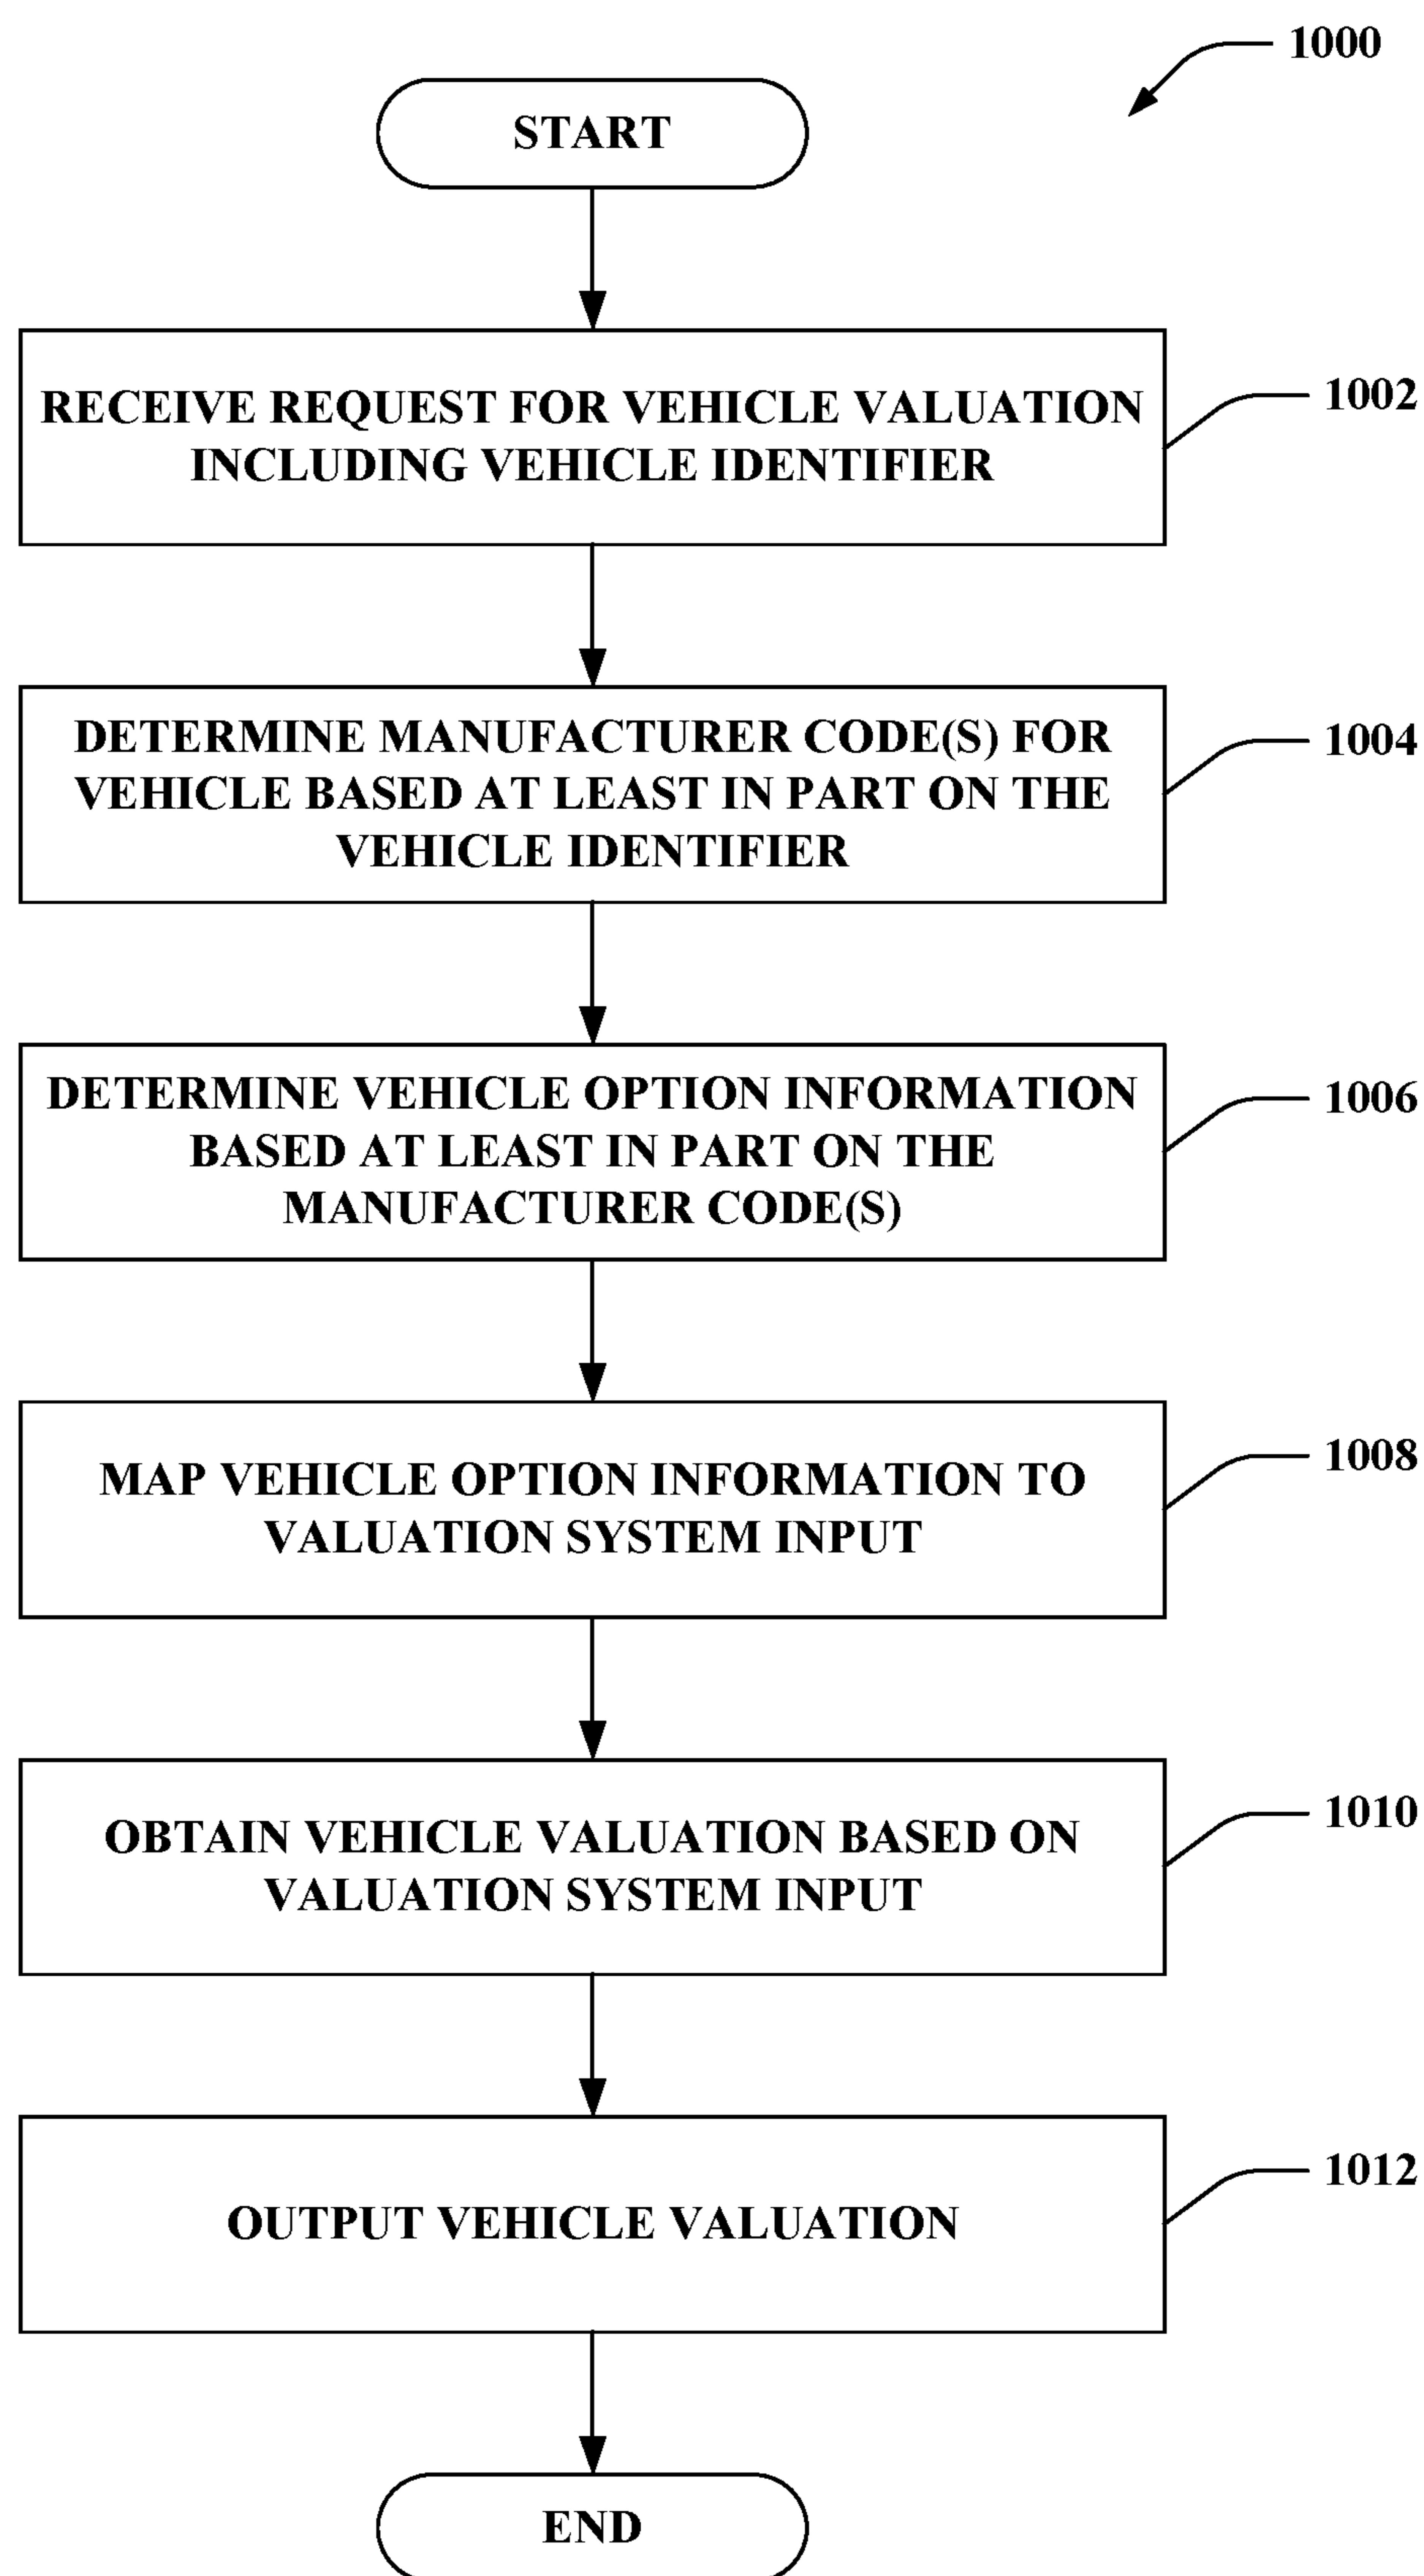 1000
START
RECEIVE REQUEST FOR VEHICLE VALUATION
INCLUDING VEHICLE IDENTIFIER
1002
DETERMINE MANUFACTURER CODE(S) FOR
VEHICLE BASED AT LEAST IN PART ON THE
VEHICLE IDENTIFIER
1004
DETERMINE VEHICLE OPTION INFORMATION
BASED AT LEAST IN PART ON THE
MANUFACTURER CODE(S)
1006
MAP VEHICLE OPTION INFORMATION TO
VALUATION SYSTEM INPUT
1008
OBTAIN VEHICLE VALUATION BASED ON
VALUATION SYSTEM INPUT
1010
OUTPUT VEHICLE VALUATION
1012
END